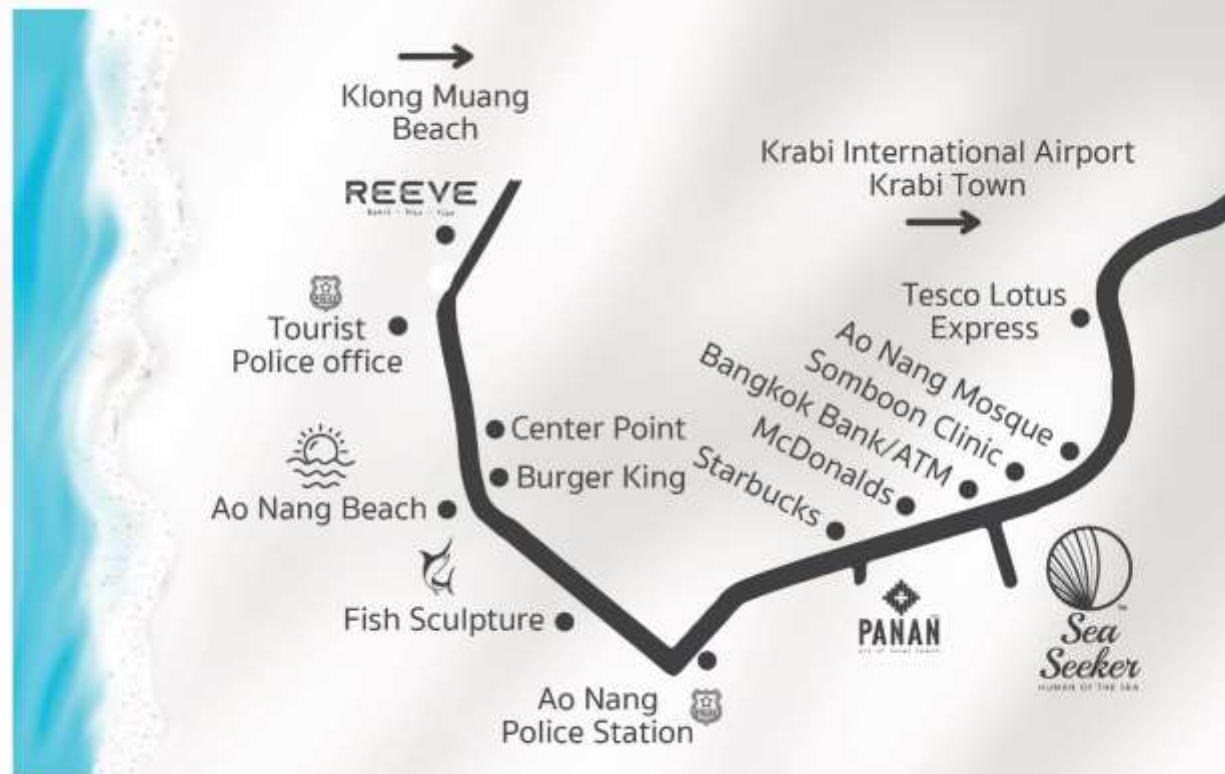 Klong Muang
Beach
REEVE
Krabi International Airport
Krabi Town
Tourist
Police office
Tesco Lotus
Express
Ao Nang Mosque
Somboon Clinic
Bangkok Bank/ATM
McDonalds
Starbucks
Center Point
Burger King
Ao Nang Beach
Fish Sculpture
PANAN
Sea
Seeker
HUMAN OF THE SEA
Ao Nang
Police Station